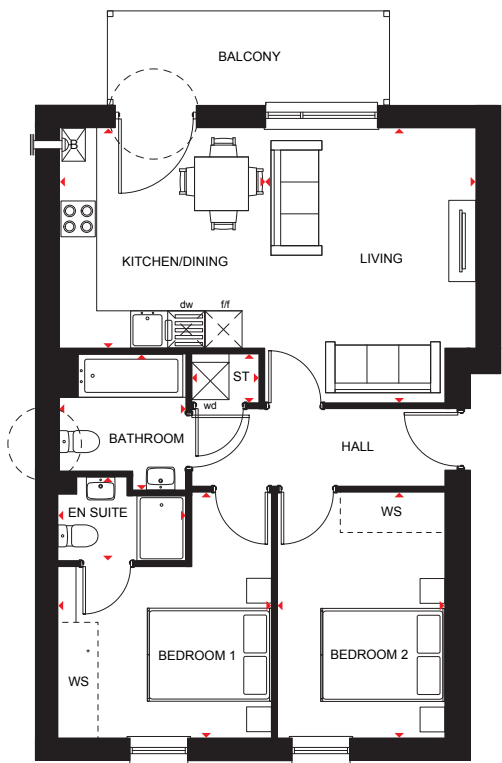 BALCONY
B
KITCHEN/DINING
LIVING
dw
f/f
ST
wd
BATHROOM
HALL
EN SUITE
WS
WS
BEDROOM 1
BEDROOM 2